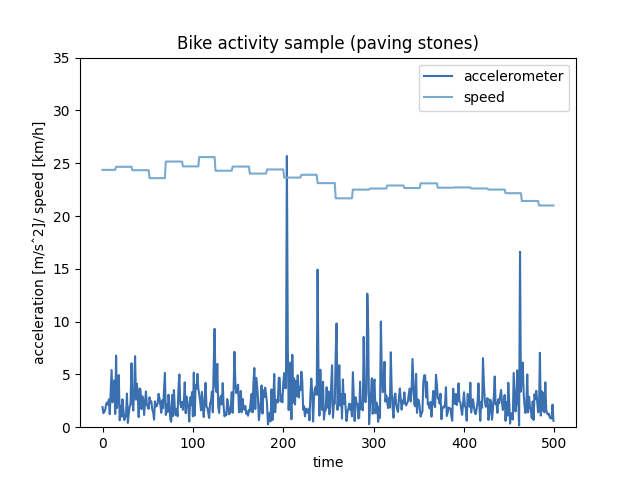 Bike activity sample (paving stones)
accelerometer
speed
35
30
25
20
15
10
5
0
acceleration [m/sˆ2]/ speed [km/h]
0 100 200 300 400 500
time